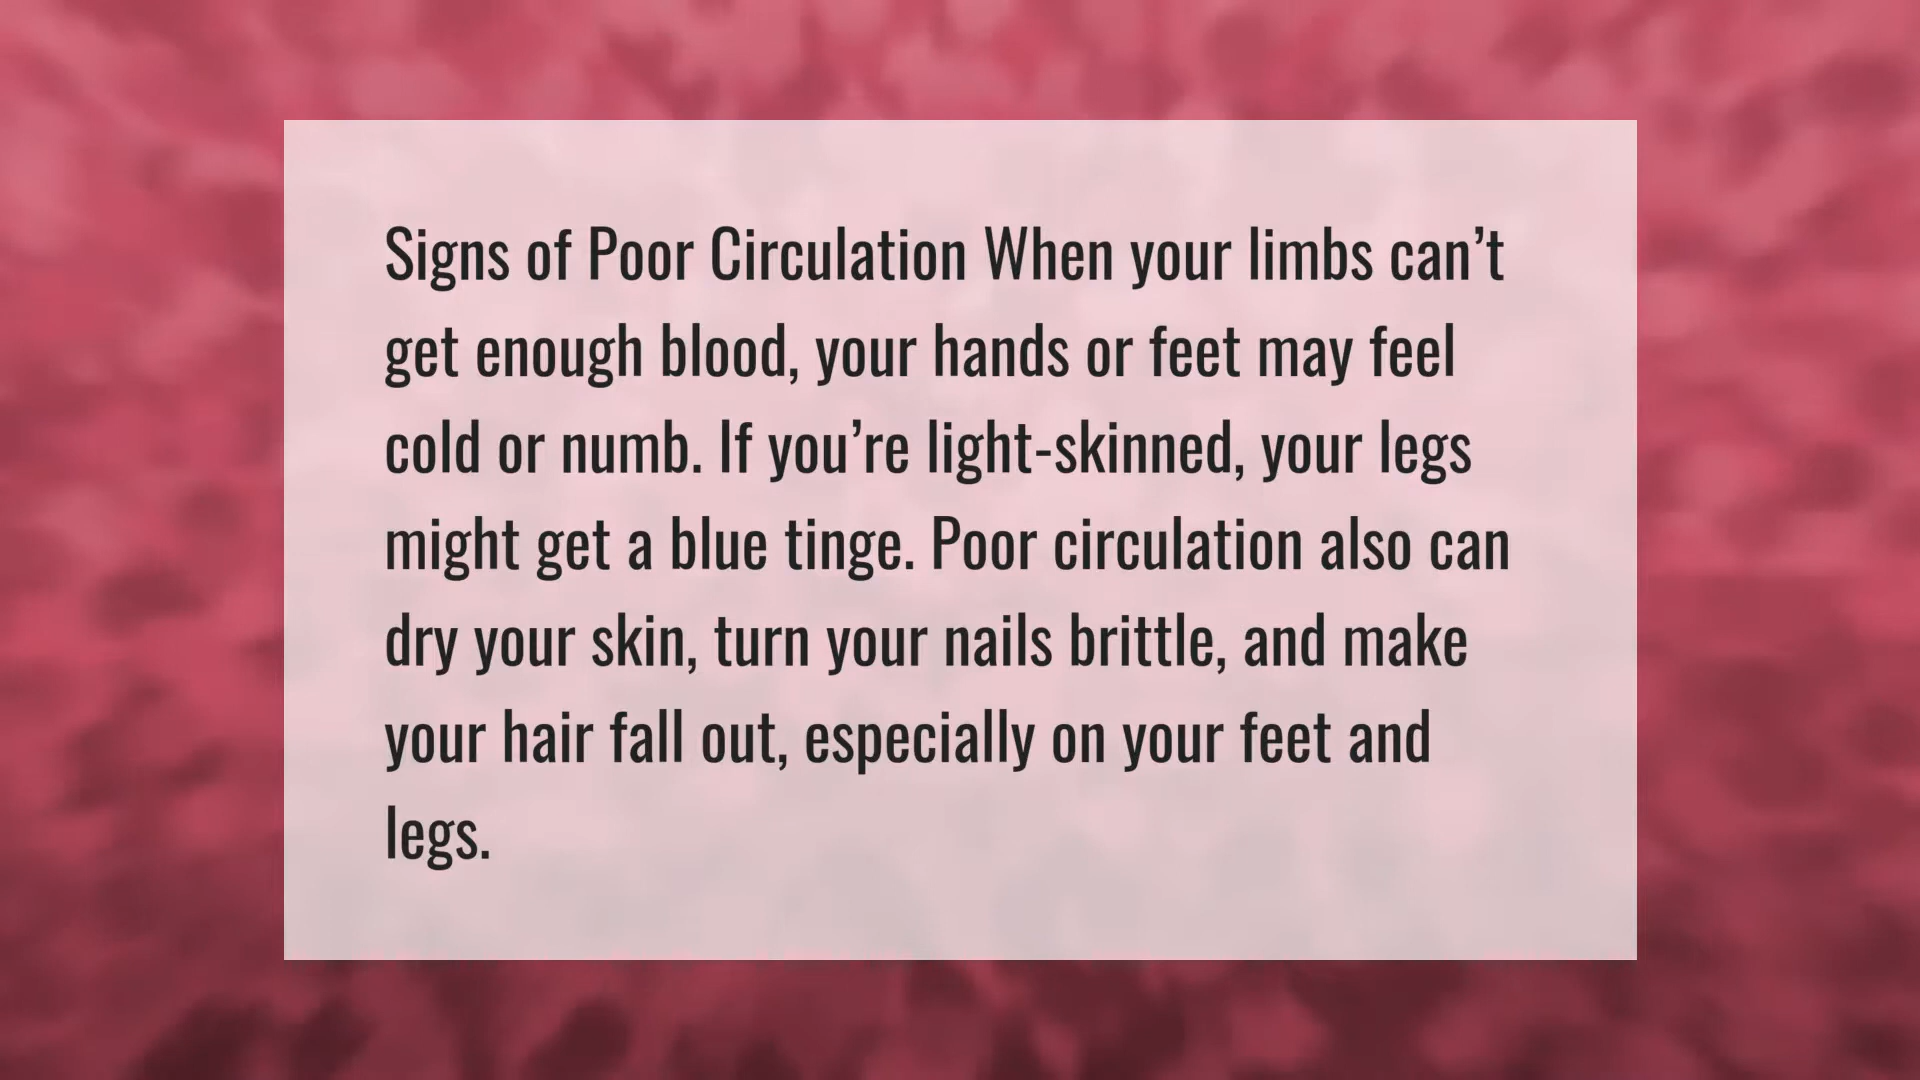 Signs of Poor Circulation When your limbs can’t
get enough blood, your hands or feet may feel
cold or numb. If you’re light-skinned, your legs
might get a blue tinge. Poor circulation also can
dry your skin, turn your nails brittle, and make
your hair fall out, especially on your feet and
legs.